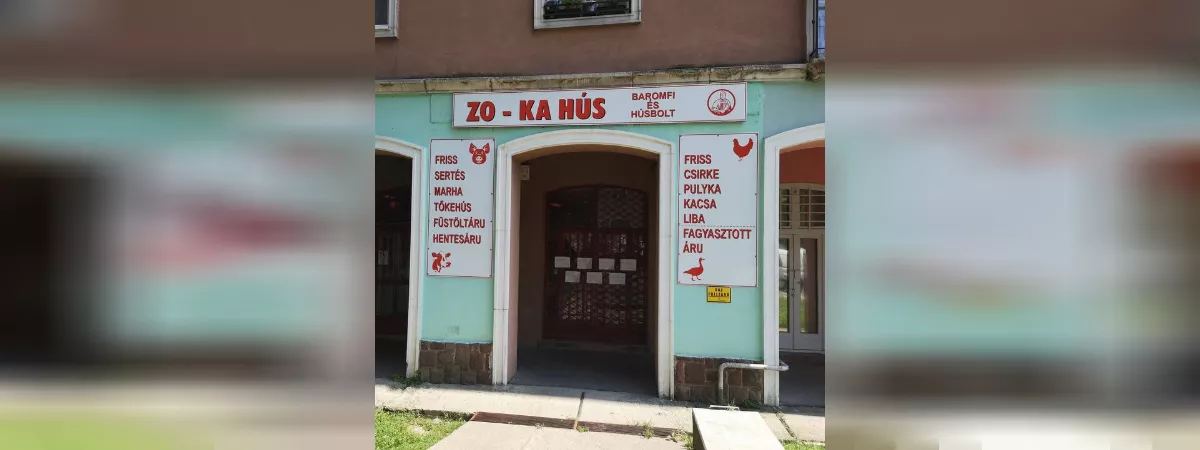 ZO - KA HÚS
BAROMFI
ÉS
HÚSBOLT
FRISS
SERTÉS
MARHA
TŐKEHÚS
FÜSTÖLTÁRU
HENTESÁRU
FRISS
CSIRKE
PULYKA
KACSA
LIBA
FAGYASZTOTT
ÁRU